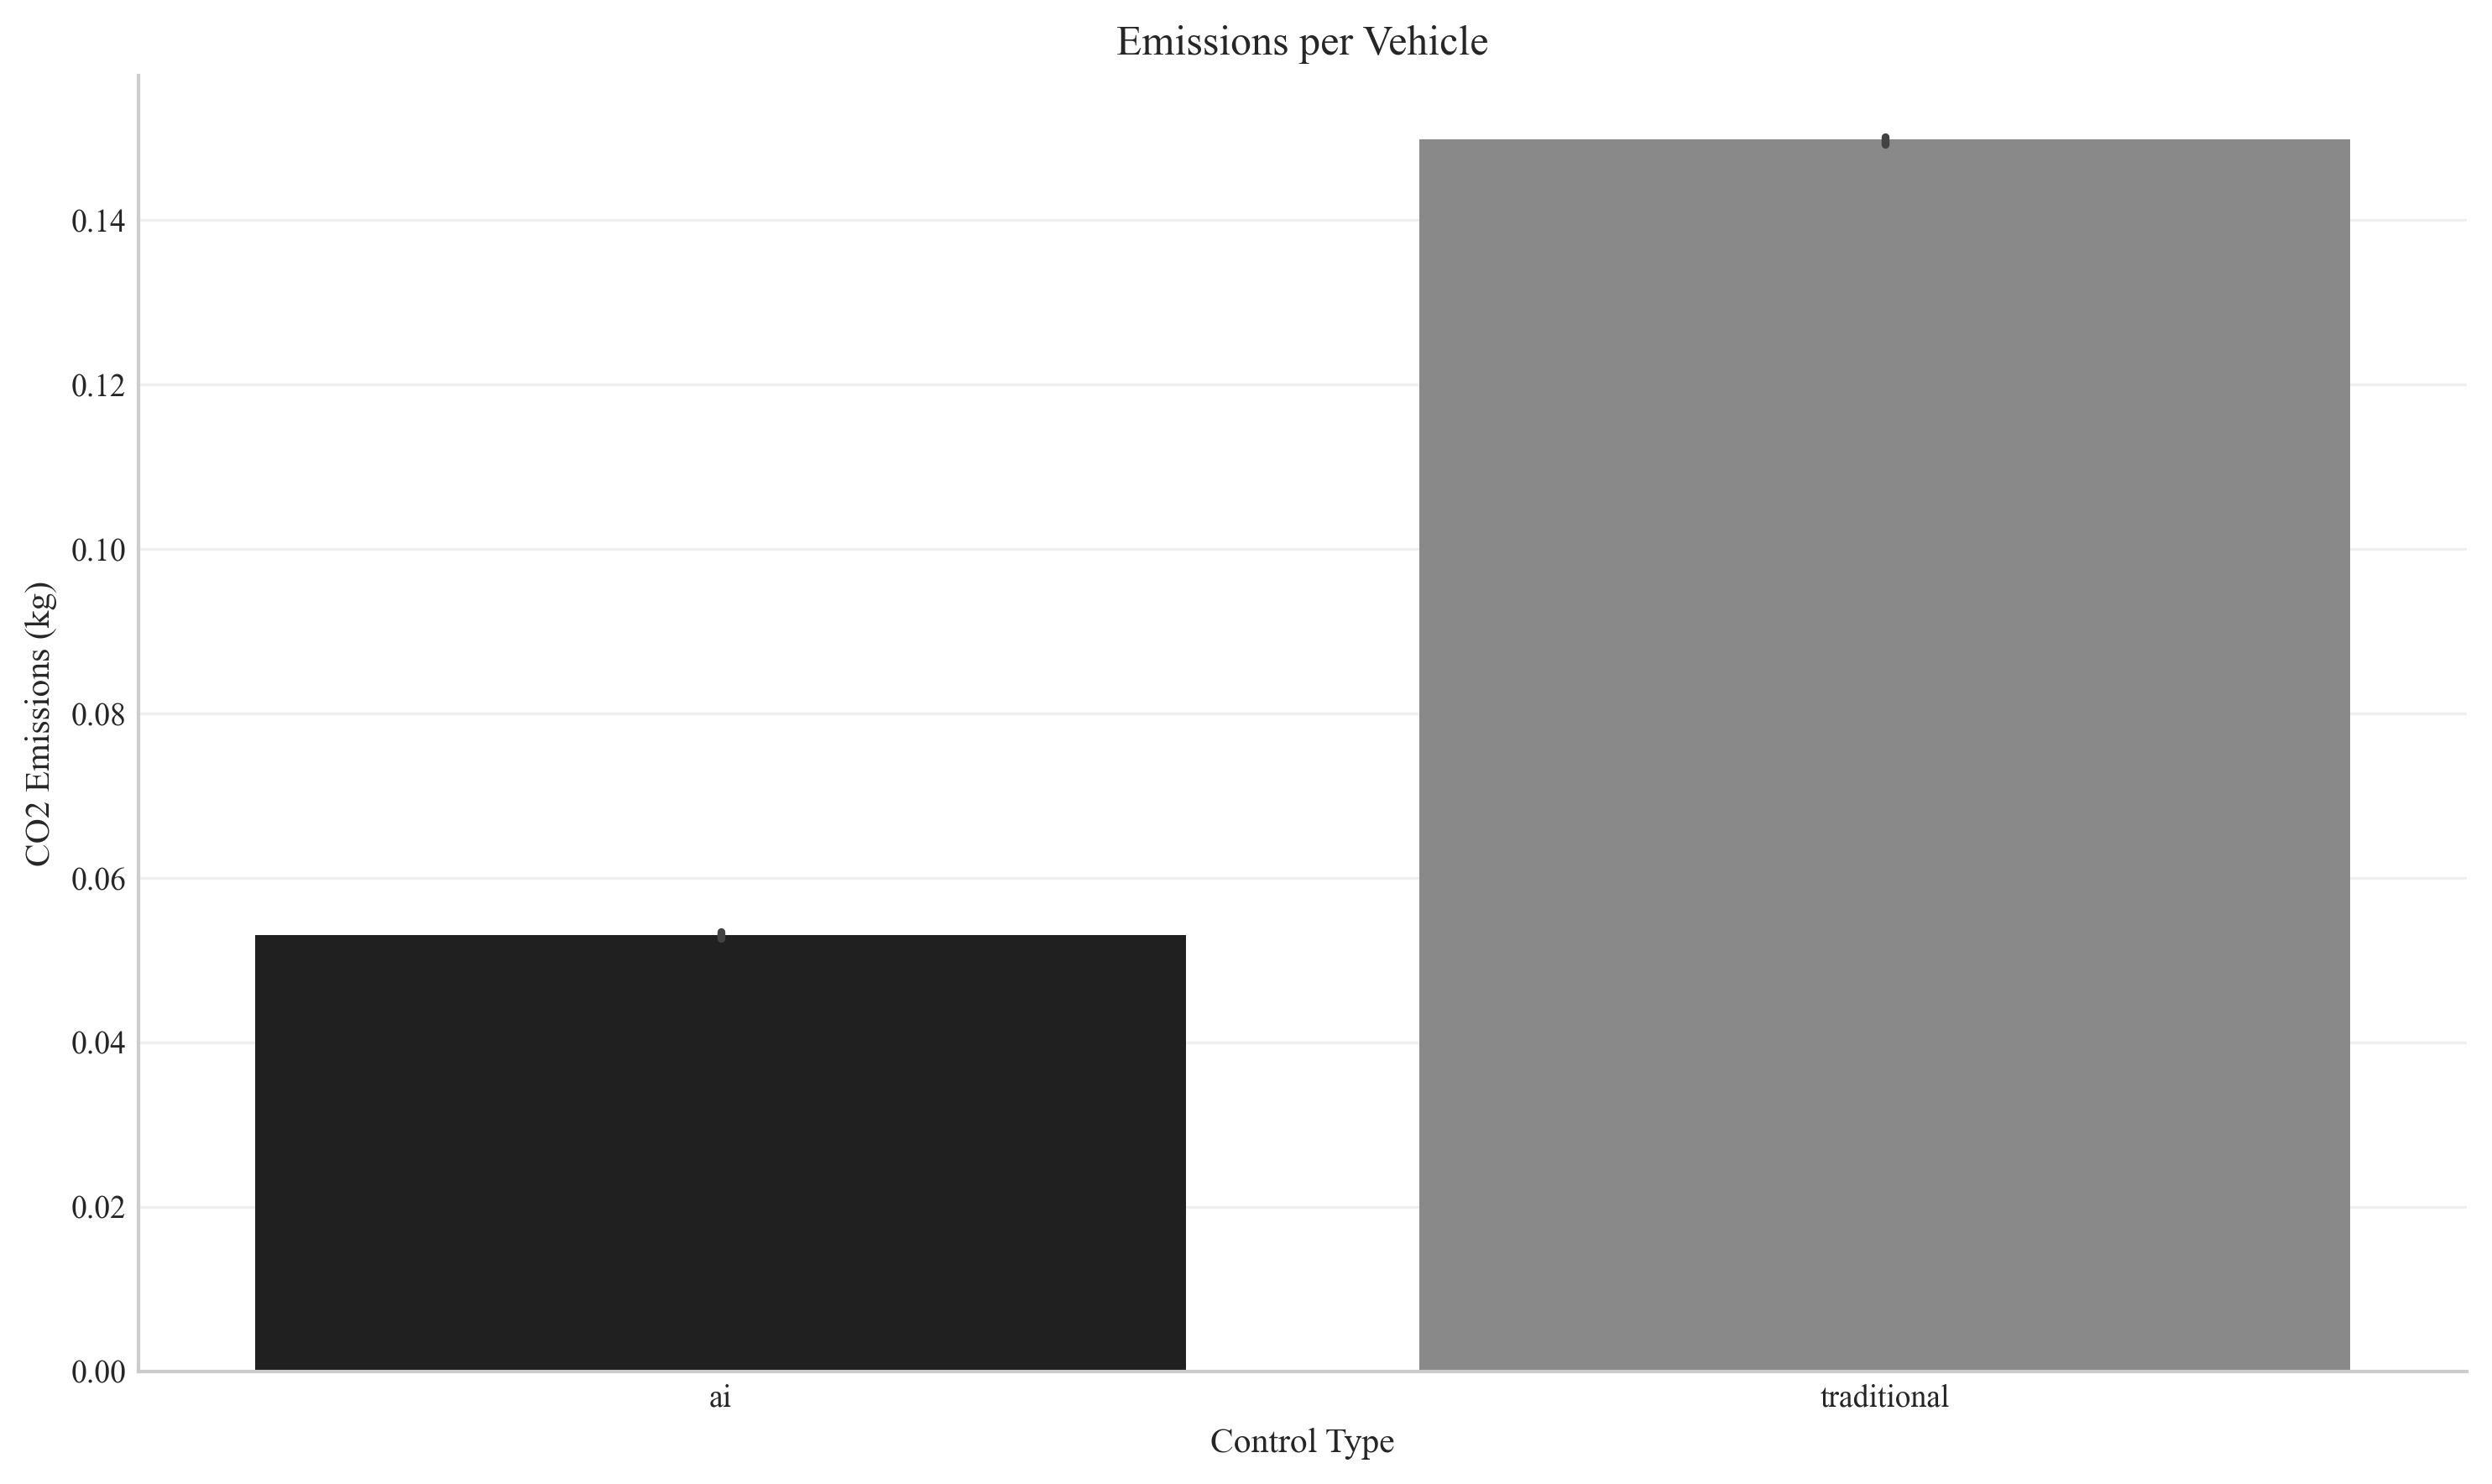 Emissions per Vehicle
CO2 Emissions (kg)
0.14
0.12
0.10
0.08
0.06
0.04
0.02
0.00
ai
traditional
Control Type